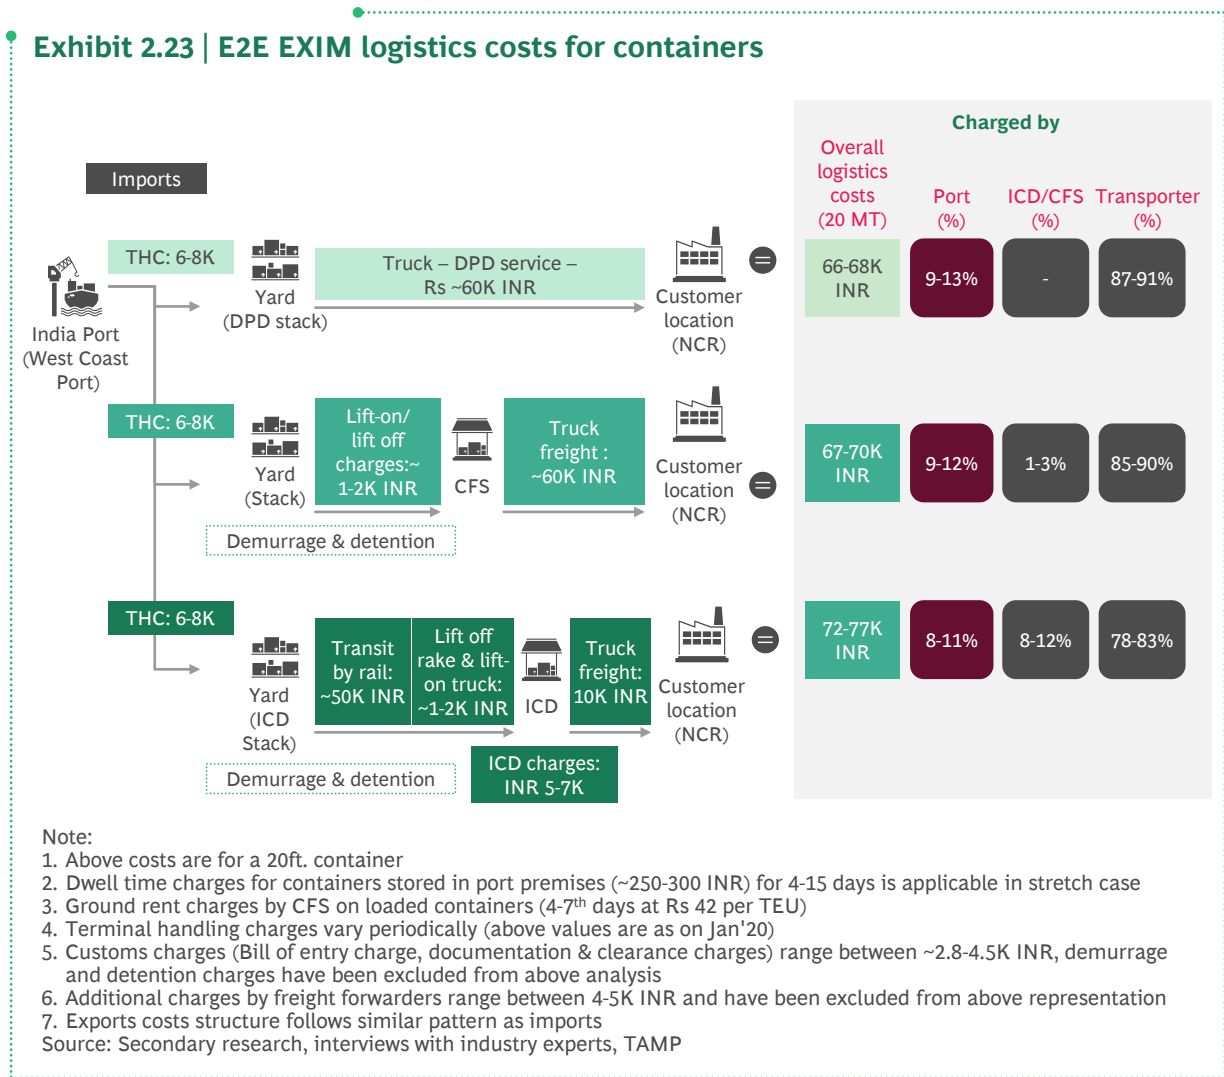 Exhibit 2.23 | E2E EXIM logistics costs for containers
Charged by
Overall
logistics
costs
(20 MT)
Port
(%)
ICD/CFS
(%)
Transporter
(%)
Imports
India Port
(West Coast
Port)
THC: 6-8K
Yard
(DPD stack)
Truck – DPD service –
Rs ~60K INR
Customer
location
(NCR)
=
66-68K
INR
9-13%
-
87-91%
THC: 6-8K
Yard
(Stack)
Lift-on/
lift off
charges:~
1-2K INR
CFS
Truck
freight :
~60K INR
Customer
location
(NCR)
=
67-70K
INR
9-12%
1-3%
85-90%
Demurrage & detention
THC: 6-8K
Yard
(ICD
Stack)
Transit
by rail:
~50K INR
Lift off
rake & lift-
on truck:
~1-2K INR
ICD
Truck
freight:
10K INR
Customer
location
(NCR)
=
72-77K
INR
8-11%
8-12%
78-83%
Demurrage & detention
ICD charges:
INR 5-7K
Note:
1. Above costs are for a 20ft. container
2. Dwell time charges for containers stored in port premises (~250-300 INR) for 4-15 days is applicable in stretch case
3. Ground rent charges by CFS on loaded containers (4-7th days at Rs 42 per TEU)
4. Terminal handling charges vary periodically (above values are as on Jan'20)
5. Customs charges (Bill of entry charge, documentation & clearance charges) range between ~2.8-4.5K INR, demurrage
and detention charges have been excluded from above analysis
6. Additional charges by freight forwarders range between 4-5K INR and have been excluded from above representation
7. Exports costs structure follows similar pattern as imports
Source: Secondary research, interviews with industry experts, TAMP